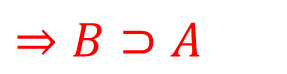 ⇒ 𝐵 ⊃ 𝐴